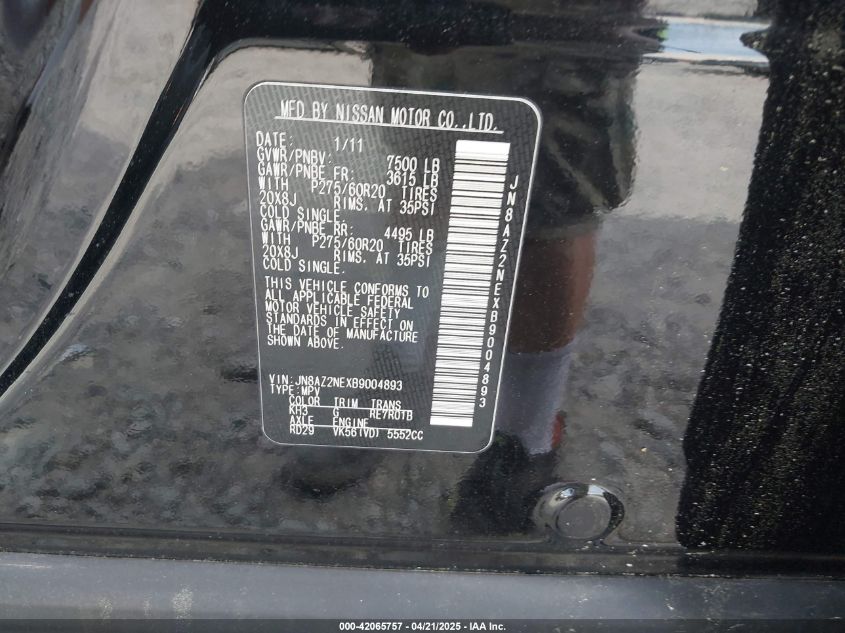 MFD BY NISSAN MOTOR CO.,LTD.
DATE: 1/11
GVWR/PNBV: 7500 LB
GAWR/PNBE FR: 3615 LB
WITH P275/60R20 TIRES
20X8J RIMS. AT 35PSI
COLD SINGLE.
GAWR/PNBE RR: 4495 LB
WITH P275/60R20 TIRES
20X8J RIMS. AT 35PSI
COLD SINGLE.
THIS VEHICLE CONFORMS TO
ALL APPLICABLE FEDERAL
MOTOR VEHICLE SAFETY
STANDARDS IN EFFECT ON
THE DATE OF MANUFACTURE
SHOWN ABOVE.
VIN: JN8AZ2NEXB9004893
TYPE: MPV
COLOR TRIM TRANS
KH3 G RE7R01B
AXLE ENGINE
RD29 VK56(VD) 5552CC
JN8AZ2NEXB9004893
000-42065757 - 04/21/2025 - IAA Inc.